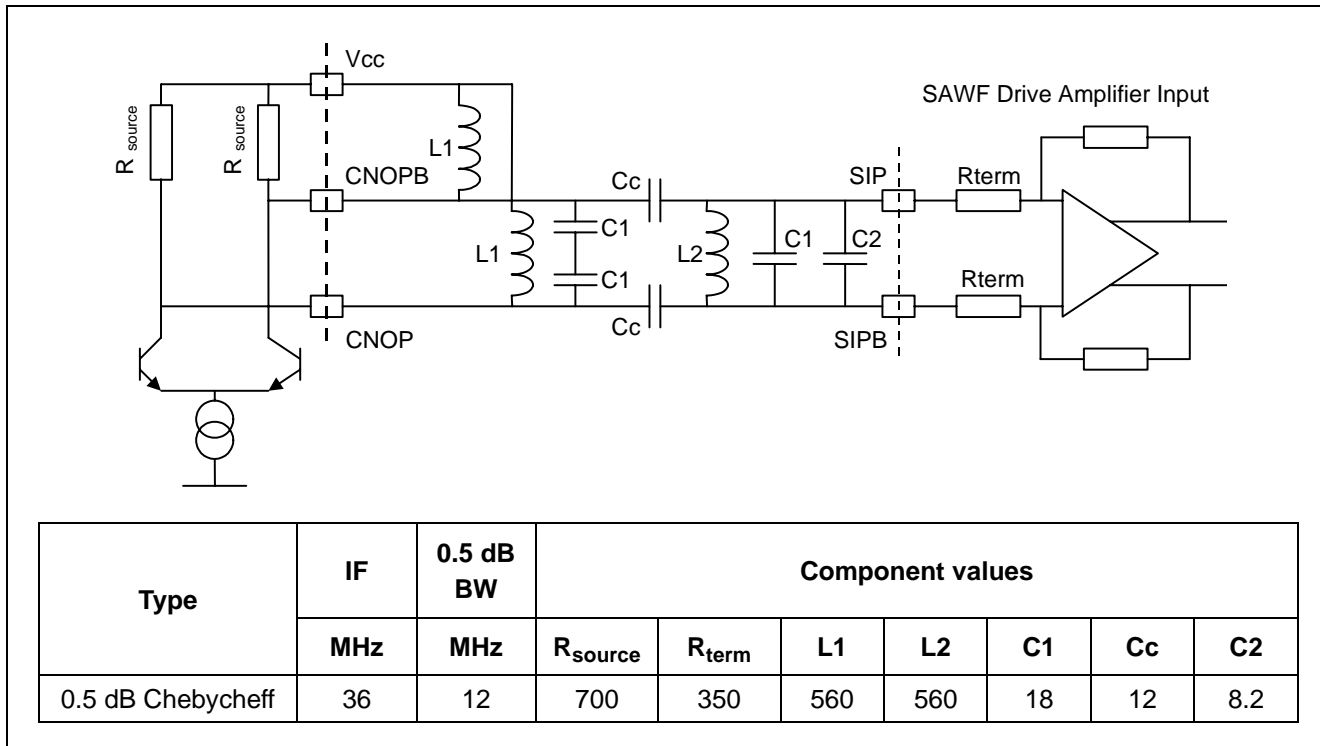 Vcc
SAWF Drive Amplifier Input
R source
R source
L1
CNOPB
Cc
SIP
Rterm
C1
L1
C1
L2
C1
C2
Rterm
CNOP
Cc
SIPB
Type
IF
0.5 dB BW
Component values
MHz
MHz
Rsource
Rterm
L1
L2
C1
Cc
C2
0.5 dB Chebycheff
36
12
700
350
560
560
18
12
8.2